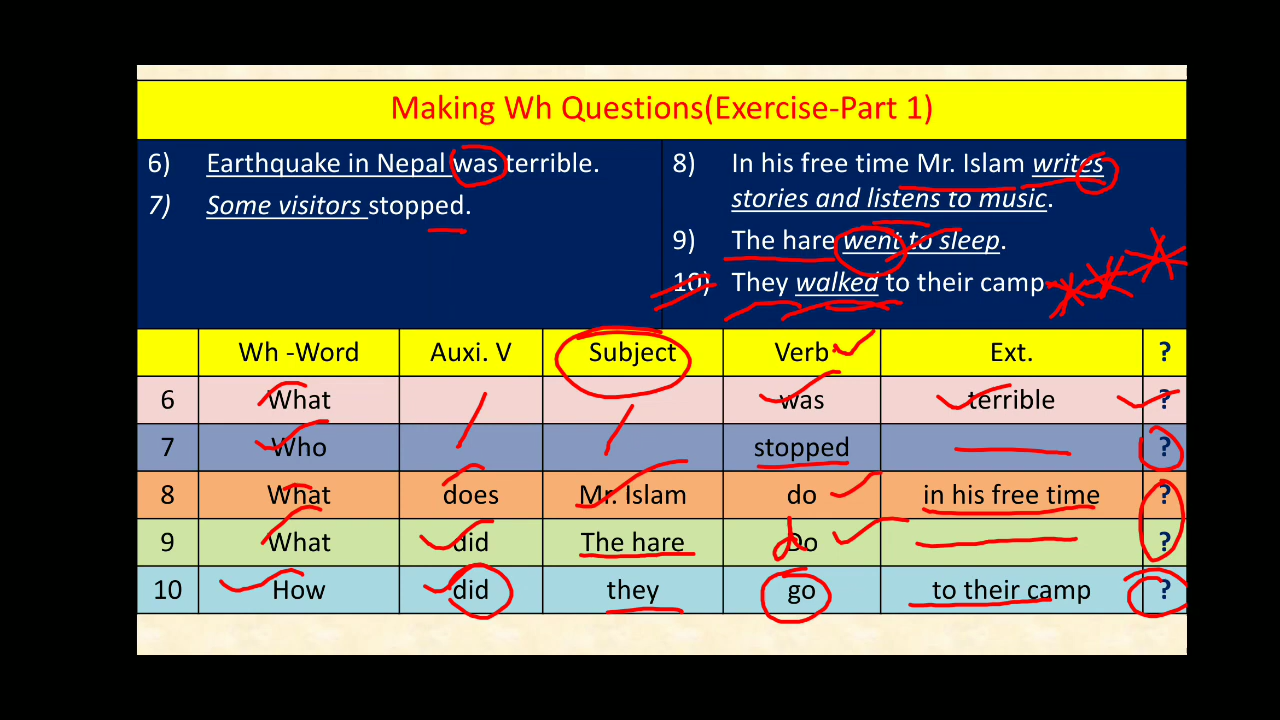 Making Wh Questions(Exercise-Part 1)
6) Earthquake in Nepal was terrible.
7) Some visitors stopped.
8) In his free time Mr. Islam writes
stories and listens to music.
9) The hare went to sleep.
10) They walked to their camp
Wh -Word Auxi. V Subject Verb Ext. ?
6 What was terrible ?
7 Who stopped ?
8 What does Mr. Islam do in his free time ?
9 What did The hare Do ?
10 How did they go to their camp ?